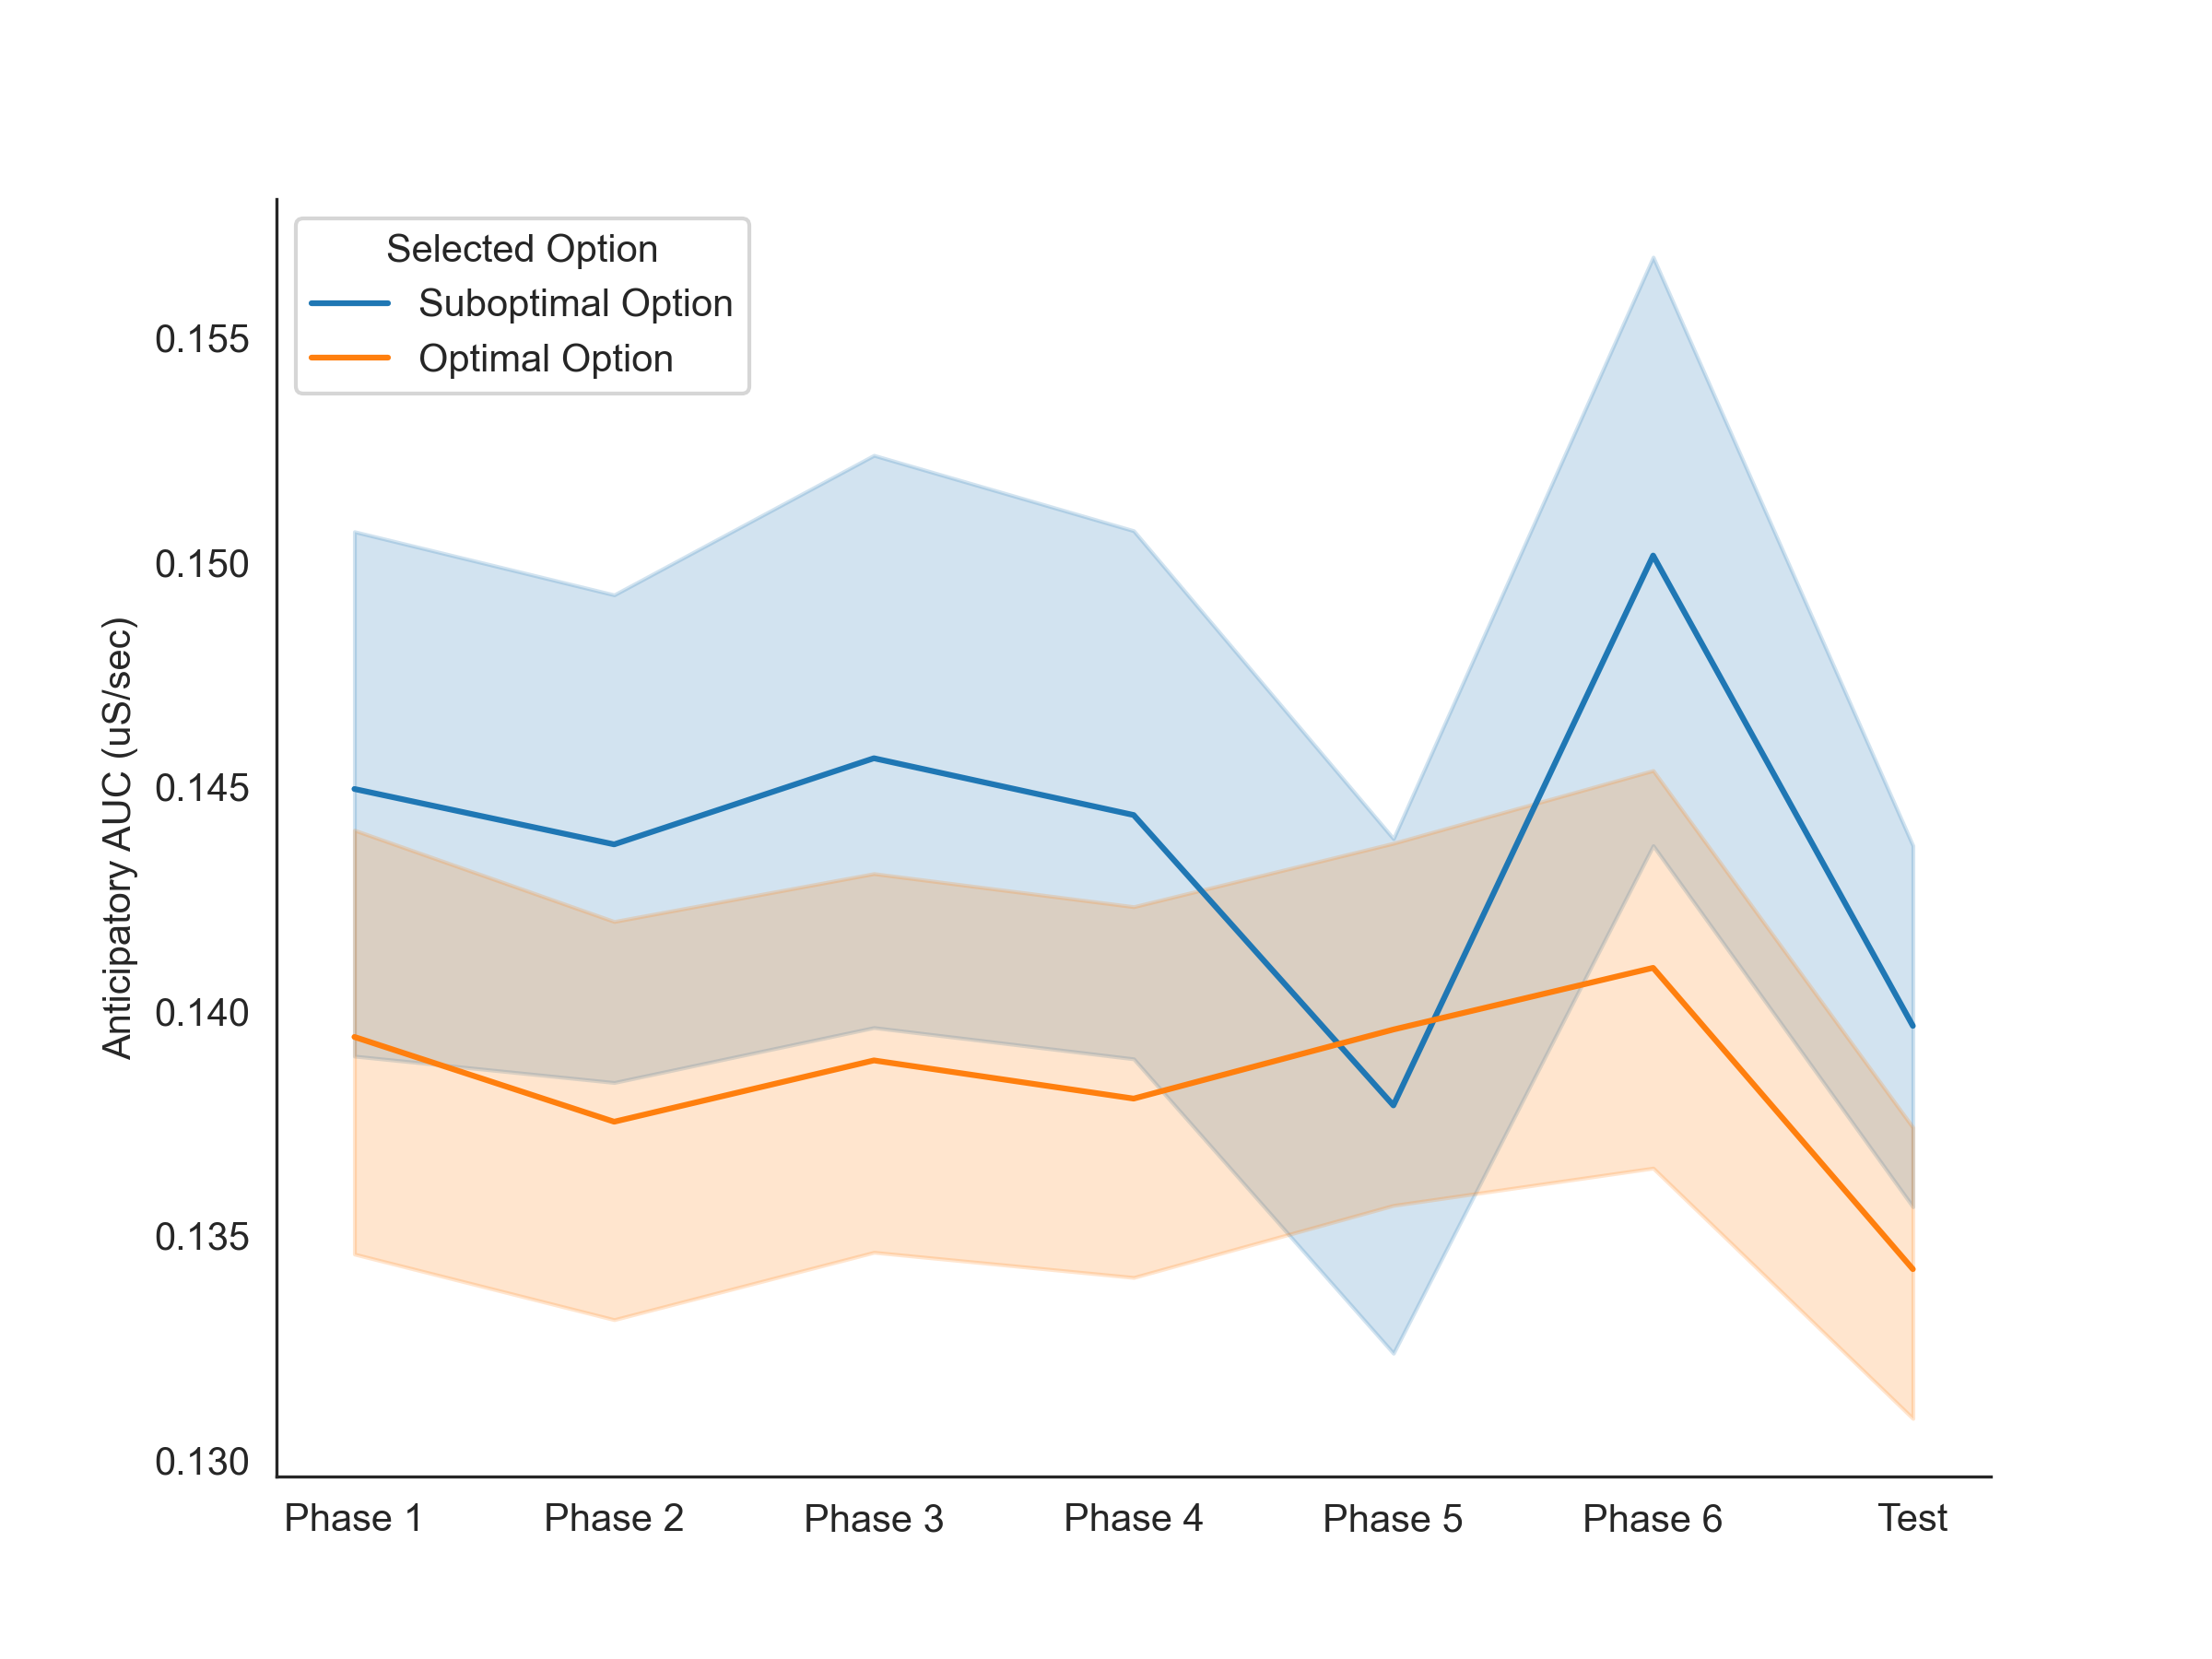 Selected Option
Suboptimal Option
Optimal Option
0.155
0.150
0.145
0.140
0.135
0.130
Anticipatory AUC (uS/sec)
Phase 1 Phase 2 Phase 3 Phase 4 Phase 5 Phase 6 Test